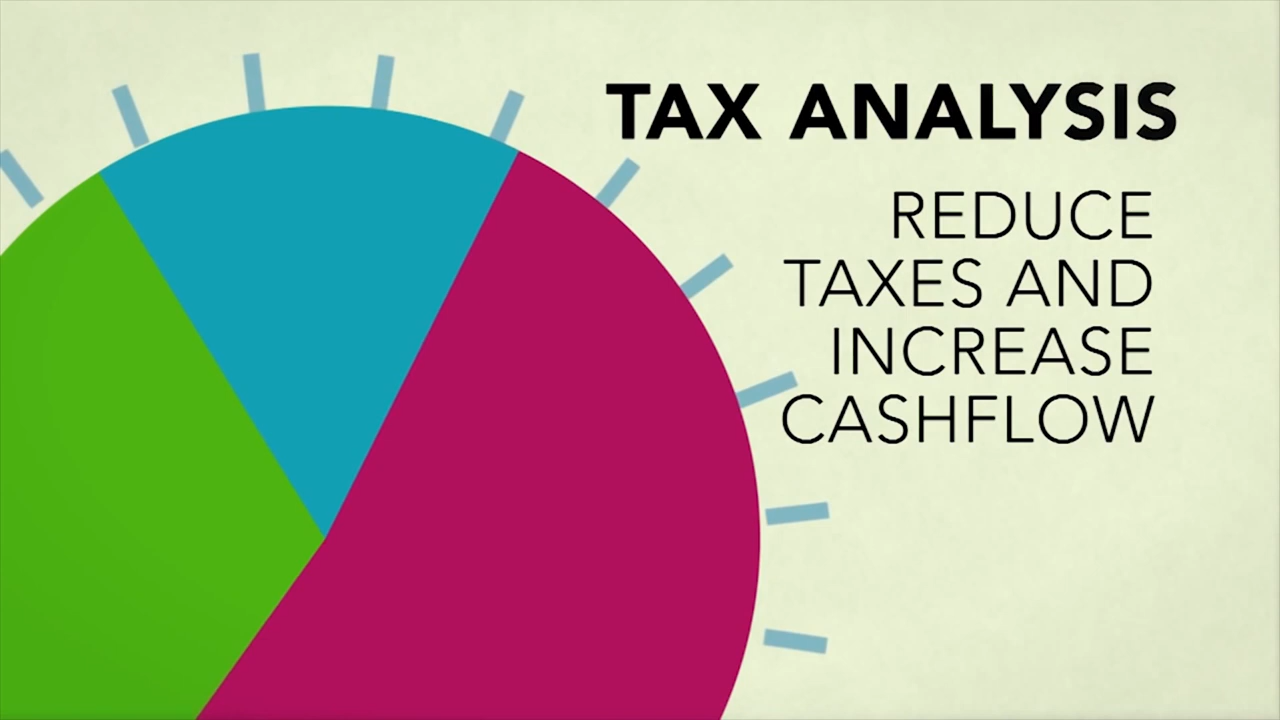 TAX ANALYSIS
REDUCE
TAXES AND
INCREASE
CASHFLOW